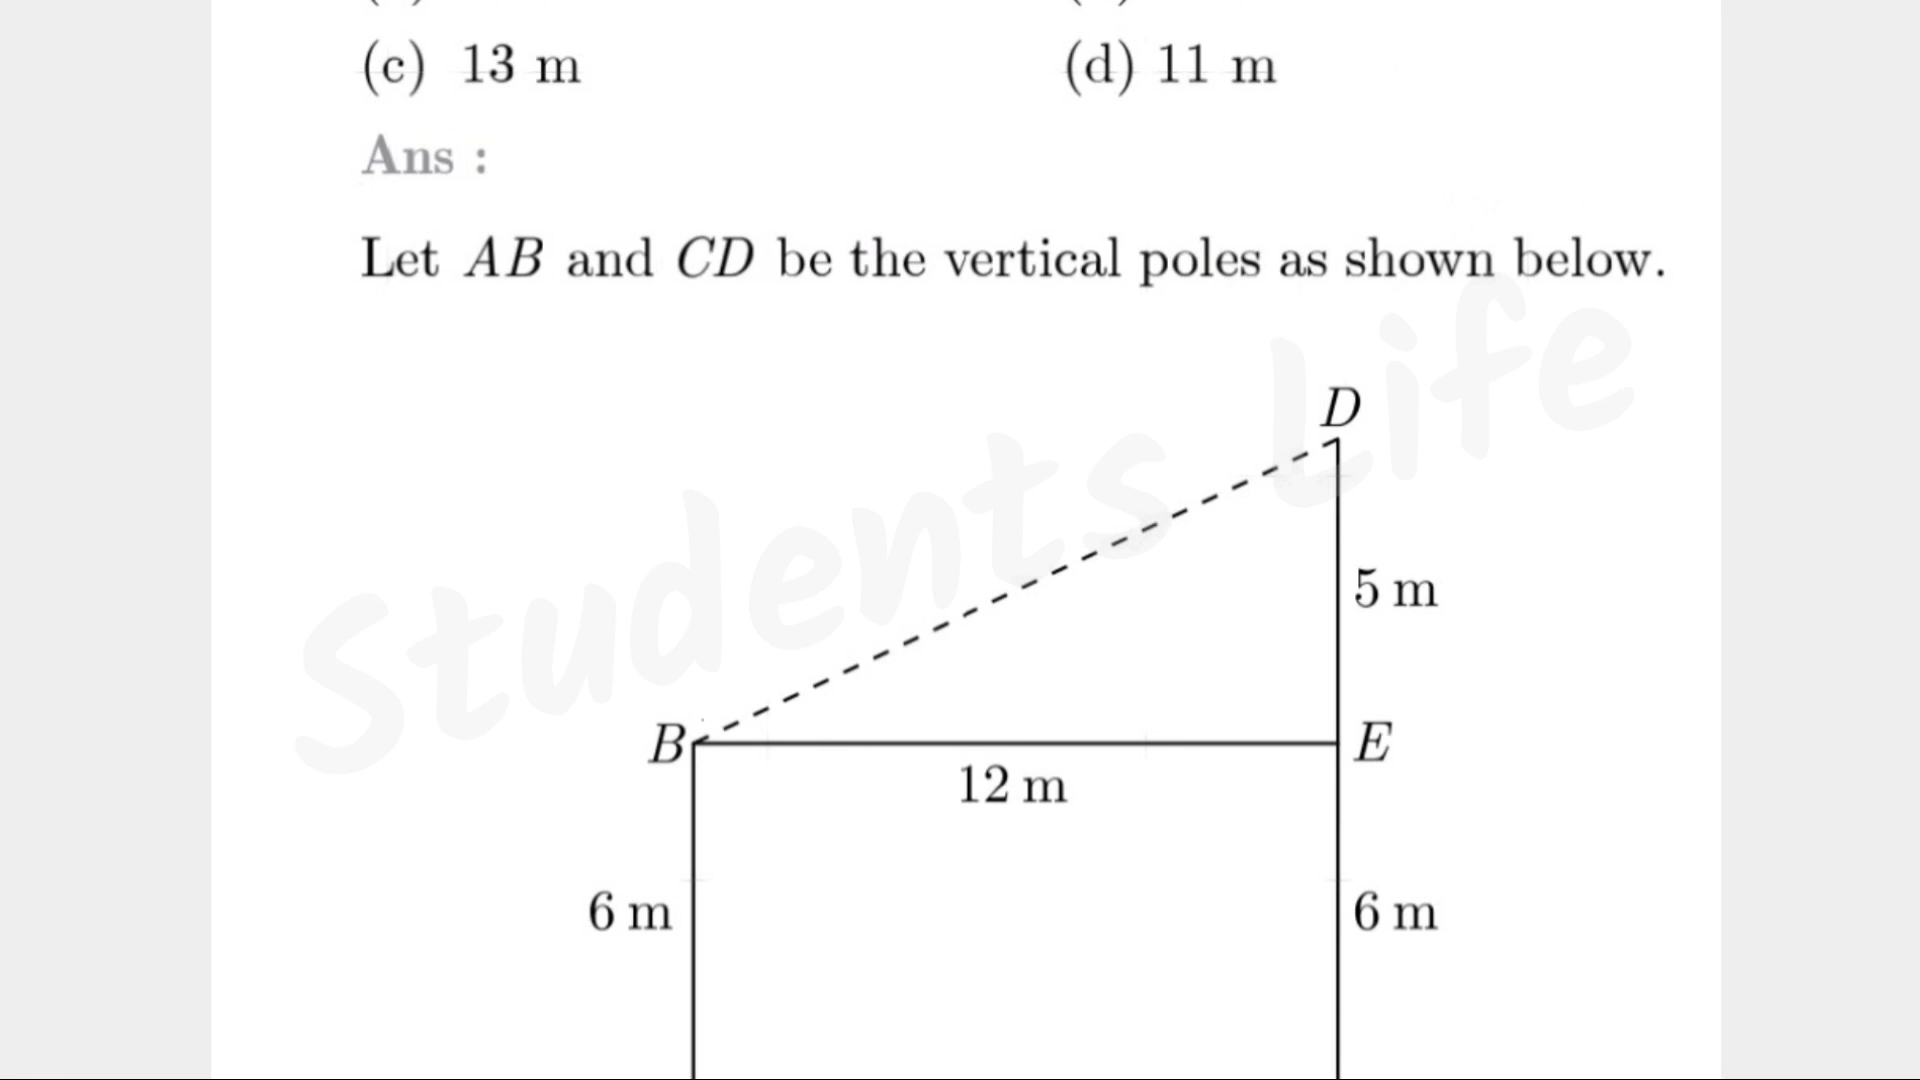 (c) 13 m (d) 11 m
Ans :
Let AB and CD be the vertical poles as shown below.
Students Life
D
5 m
B E
12 m
6 m 6 m